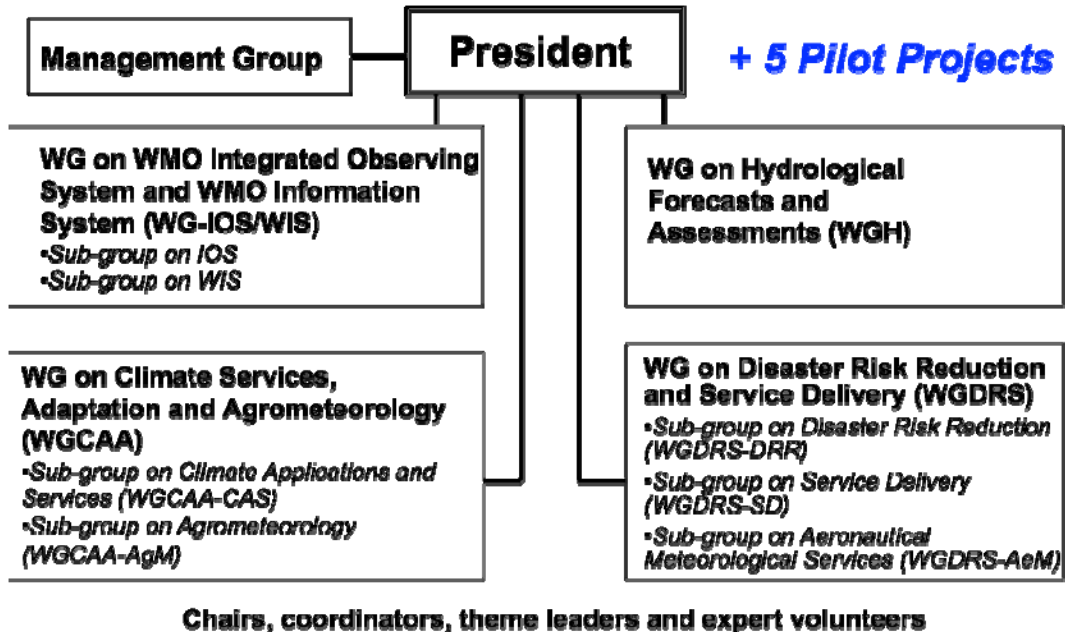 Management Group
President
+ 5 Pilot Projects
WG on WMO Integrated Observing
System and WMO Information
System (WG-IOS/WIS)
•Sub-group on IOS
•Sub-group on WIS
WG on Hydrological
Forecasts and
Assessments (WGH)
WG on Climate Services,
Adaptation and Agrometeorology
(WGCAA)
•Sub-group on Climate Applications and
Services (WGCAA-CAS)
•Sub-group on Agrometeorology
(WGCAA-AgM)
WG on Disaster Risk Reduction
and Service Delivery (WGDRS)
•Sub-group on Disaster Risk Reduction
(WGDRS-DRR)
•Sub-group on Service Delivery
(WGDRS-SD)
•Sub-group on Aeronautical
Meteorological Services (WGDRS-AeM)
Chairs, coordinators, theme leaders and expert volunteers